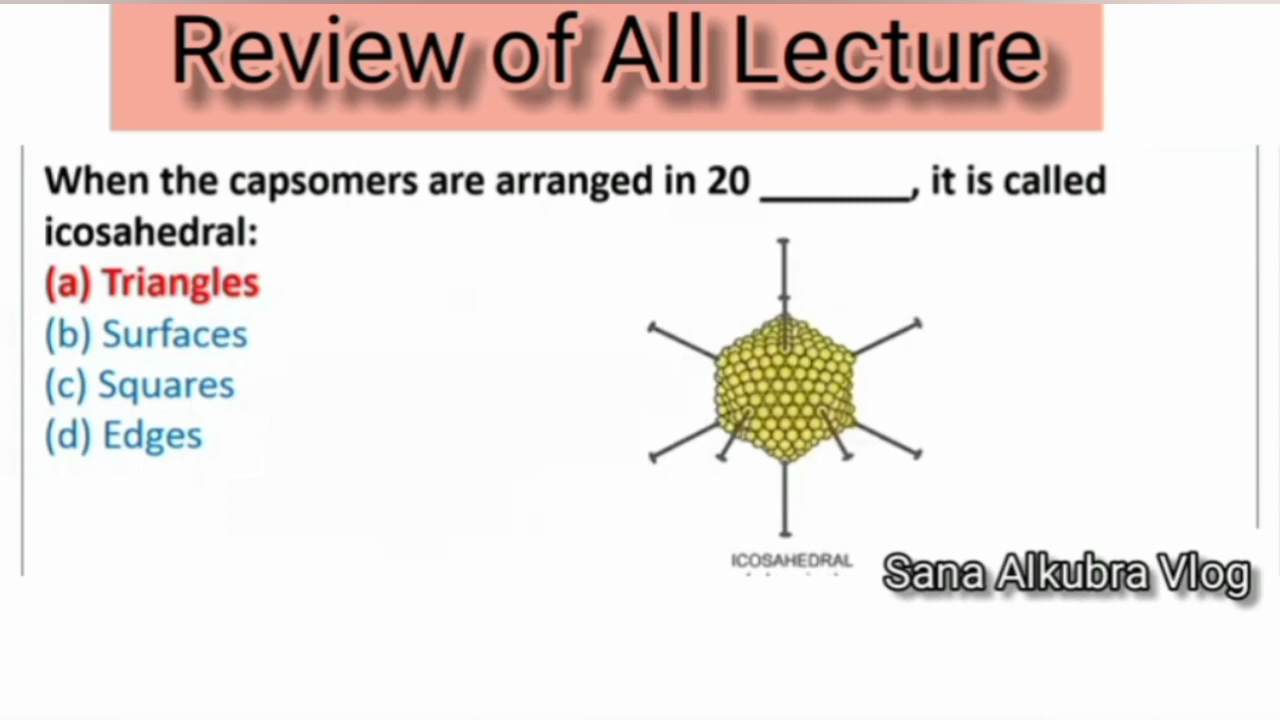 Review of All Lecture
When the capsomers are arranged in 20 _______, it is called
icosahedral:
(a) Triangles
(b) Surfaces
(c) Squares
(d) Edges
ICOSAHEDRAL
Sana Alkubra Vlog